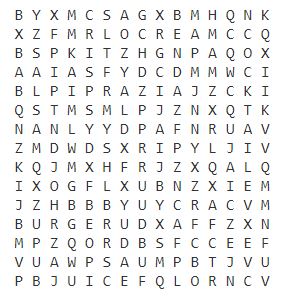 B Y X M C S A G X B M H Q N K
X Z F M R L O C R E A M C C Q
B S P K I T Z H G N P A Q O X
A A I A S F Y D C D M M W C I
B L P I P R A Z I A J Z C K I
Q S T M S M L P J Z N X Q T K
N A N L Y Y D P A F N R U A V
Z M D W D S X R I P Y L J I V
K Q J M X H F R J Z X Q A L Q
I X O G F L X U B N Z X I E M
J Z H B B B Y U Y C R A C V M
B U R G E R U D X A F F Z X N
M P Z Q O R D B S F C C E E F
V U A W P S A U M P B T J V U
P B J U I C E F Q L O R N C V